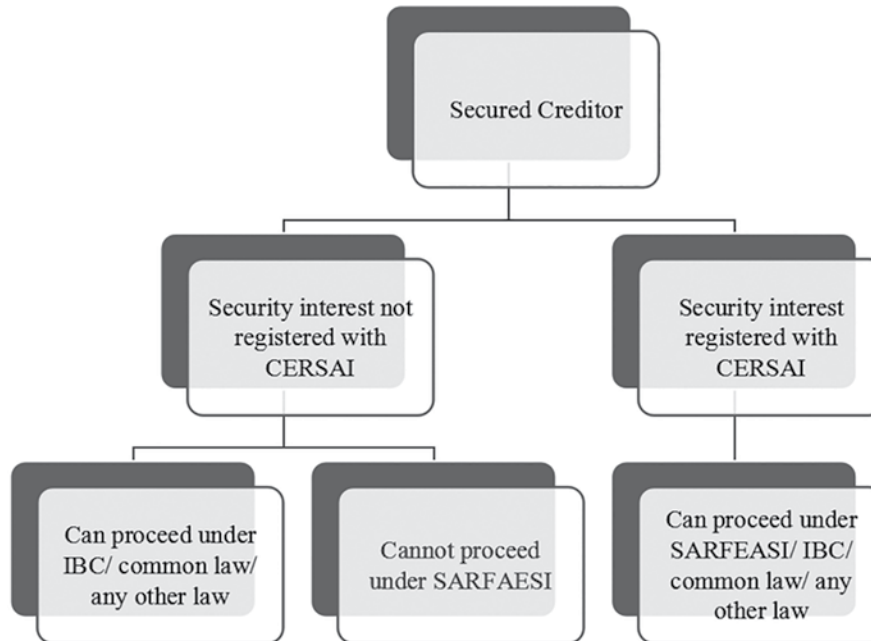 Secured Creditor
Security interest not
registered with
CERSAI
Security interest
registered with
CERSAI
Can proceed under
IBC/ common law/
any other law
Cannot proceed
under SARFAESI
Can proceed under
SARFEASI/ IBC/
common law/ any
other law